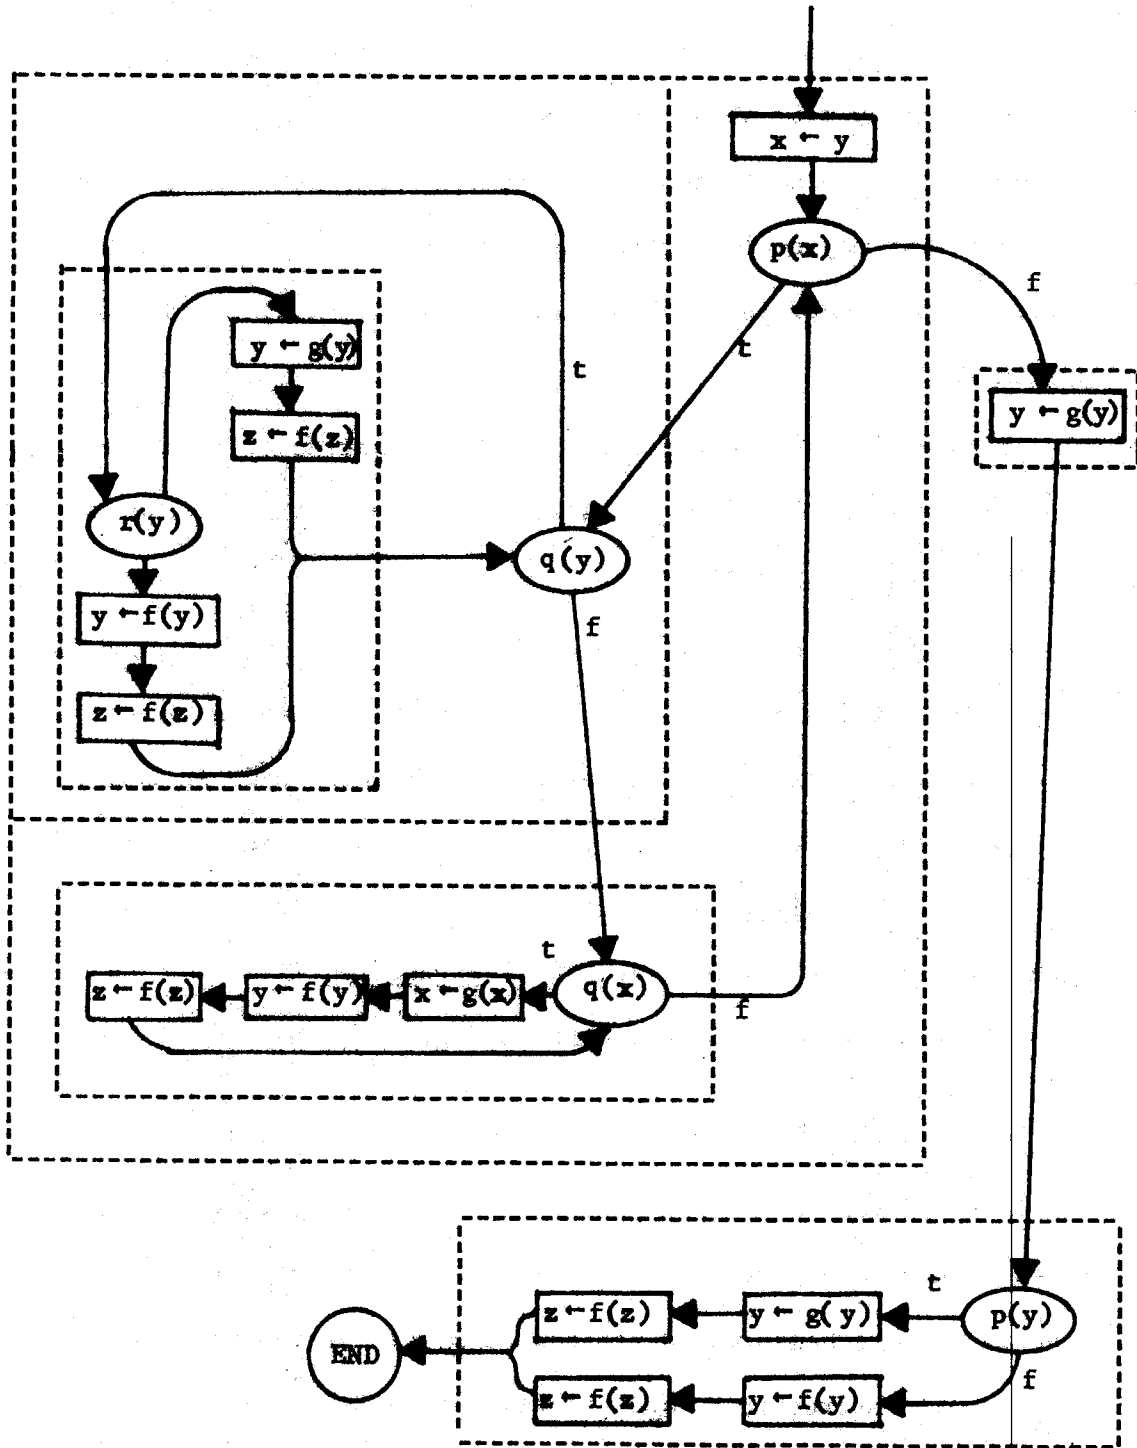 x ← y
p(x)
f
t
y ← g(y)
z ← f(z)
t
r(y)
y ← f(y)
z ← f(z)
q(y)
f
y ← g(y)
t
q(x)
x ← g(x)
y ← f(y)
z ← f(z)
f
t
p(y)
y ← g(y)
z ← f(z)
f
y ← f(y)
z ← f(z)
END